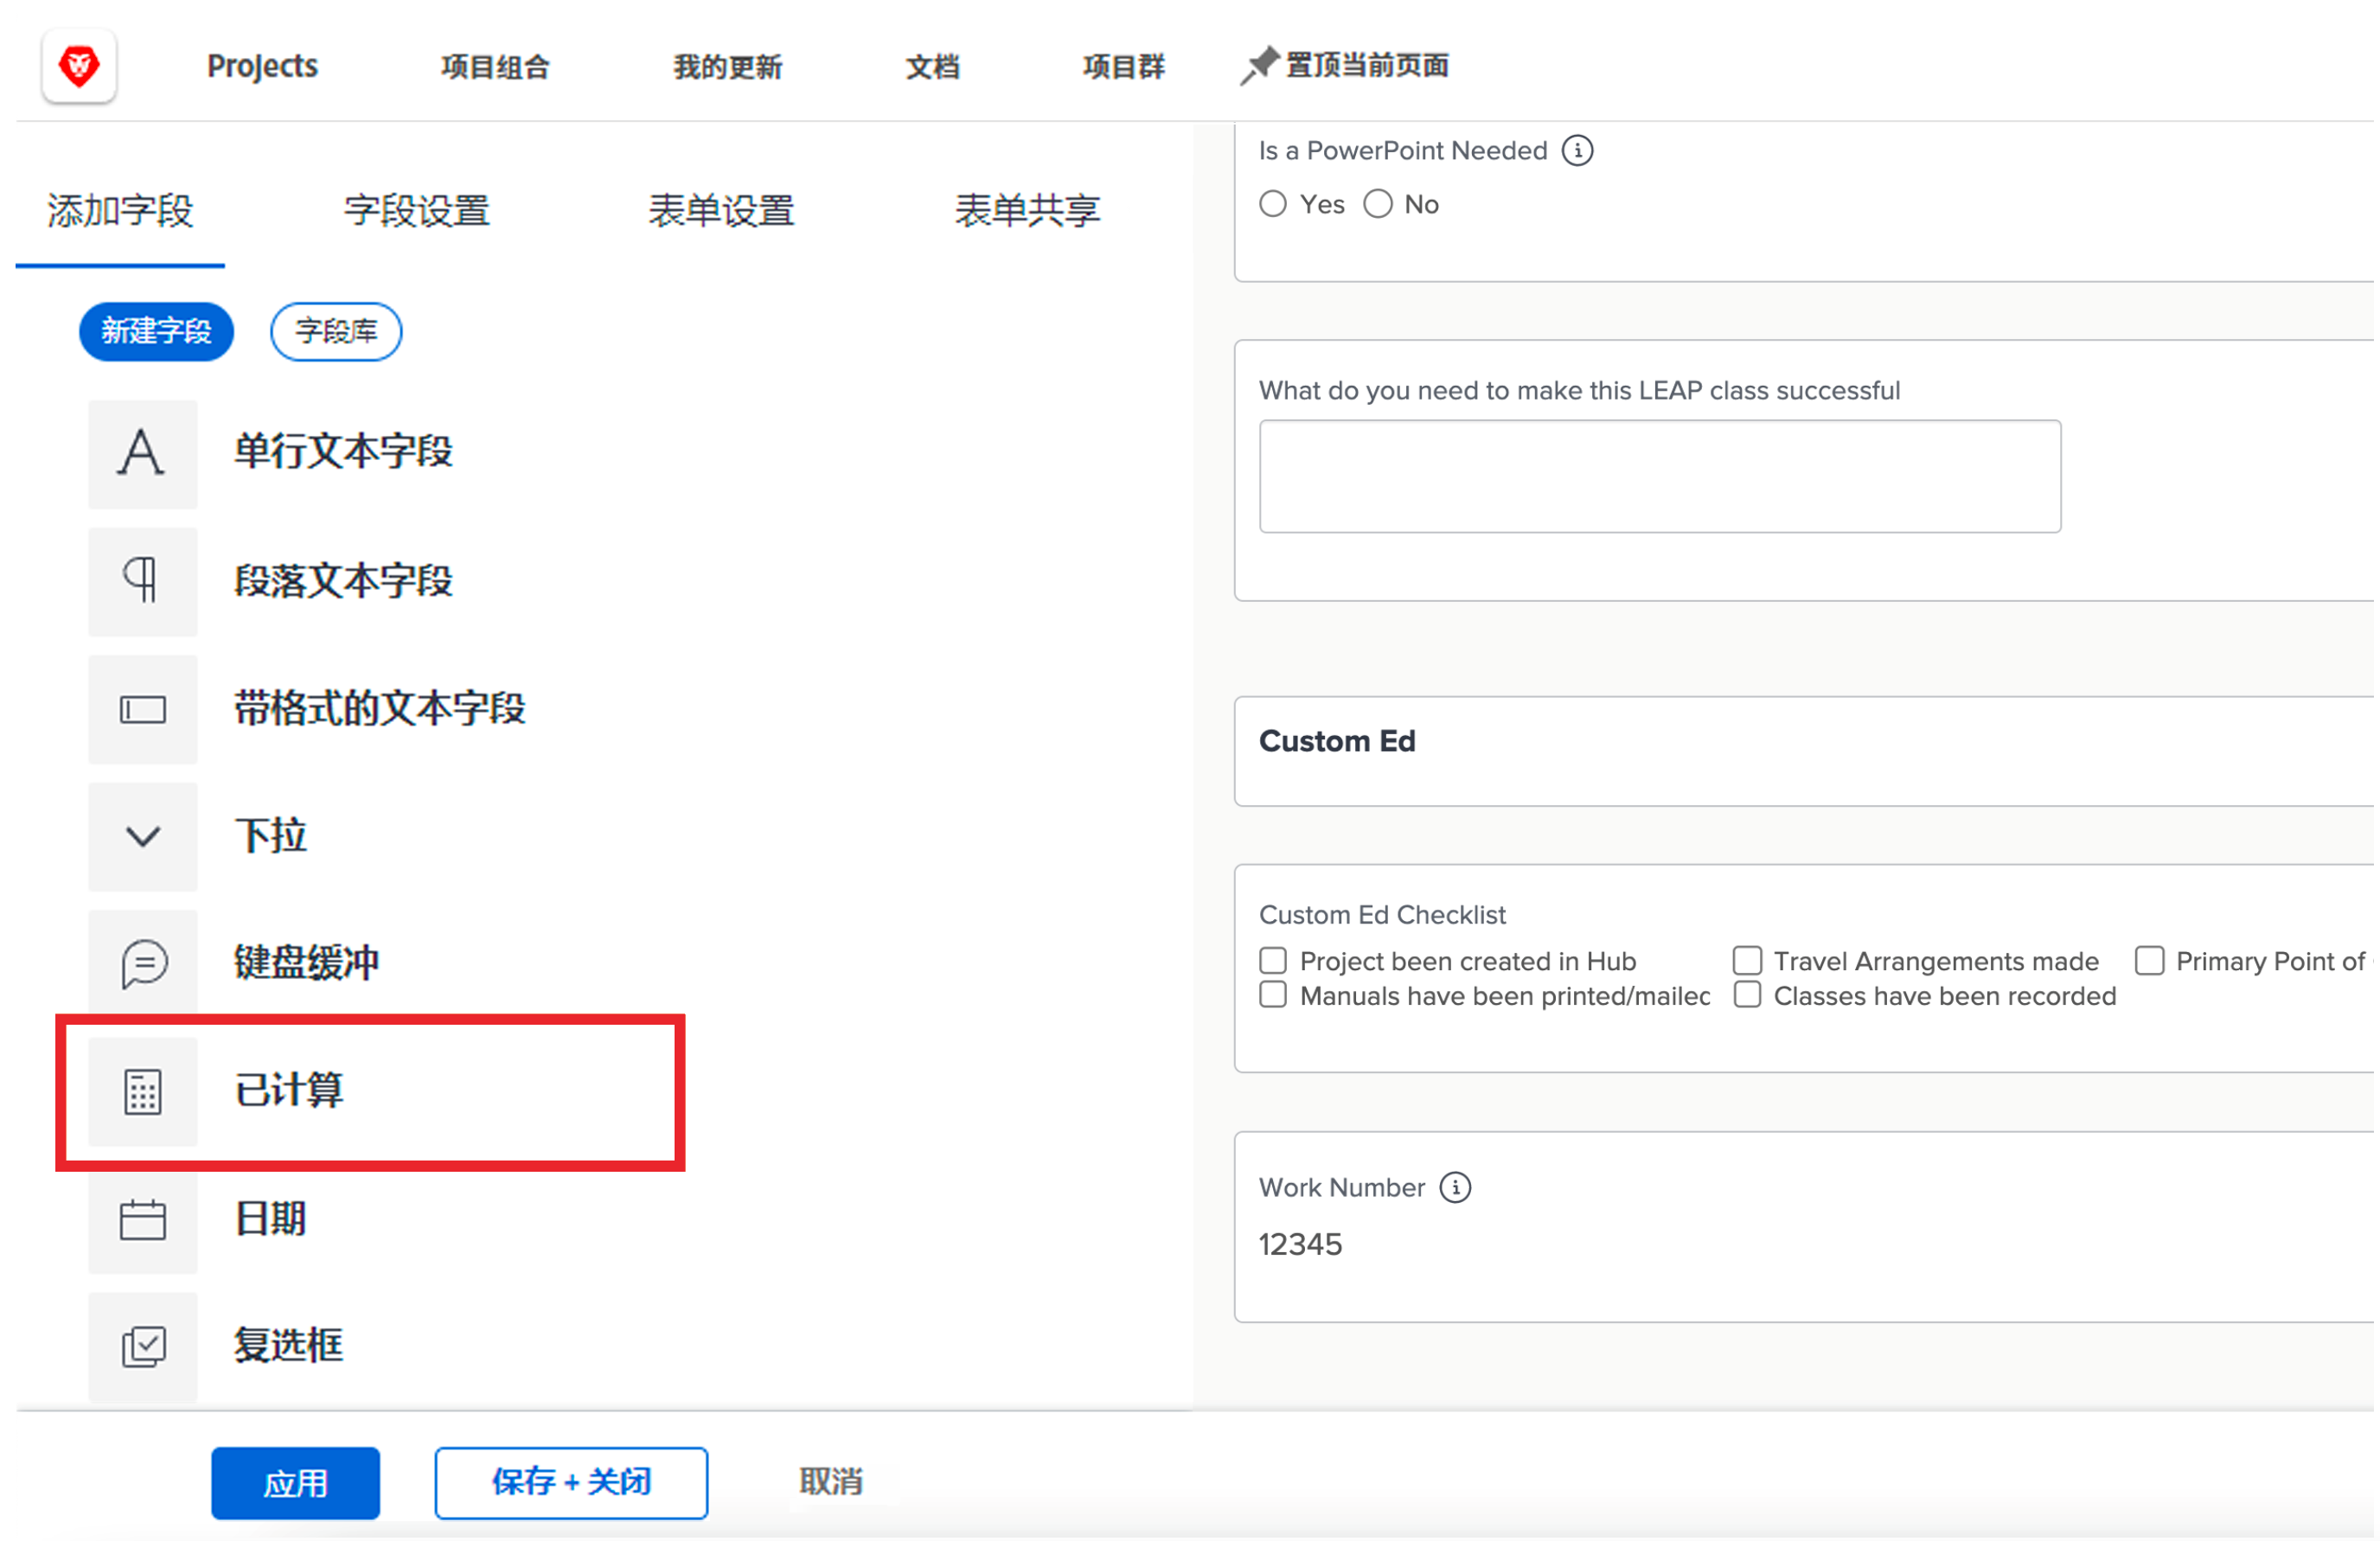 Projects 项目组合 我的更新 文档 项目群 置顶当前页面
添加字段 字段设置 表单设置 表单共享
新建字段 字段库
单行文本字段
段落文本字段
带格式的文本字段
下拉
键盘缓冲
已计算
日期
复选框
应用 保存 + 关闭 取消
Is a PowerPoint Needed
Yes No
What do you need to make this LEAP class successful
Custom Ed
Custom Ed Checklist
Project been created in Hub Travel Arrangements made Primary Point of
Manuals have been printed/mailec Classes have been recorded
Work Number
12345